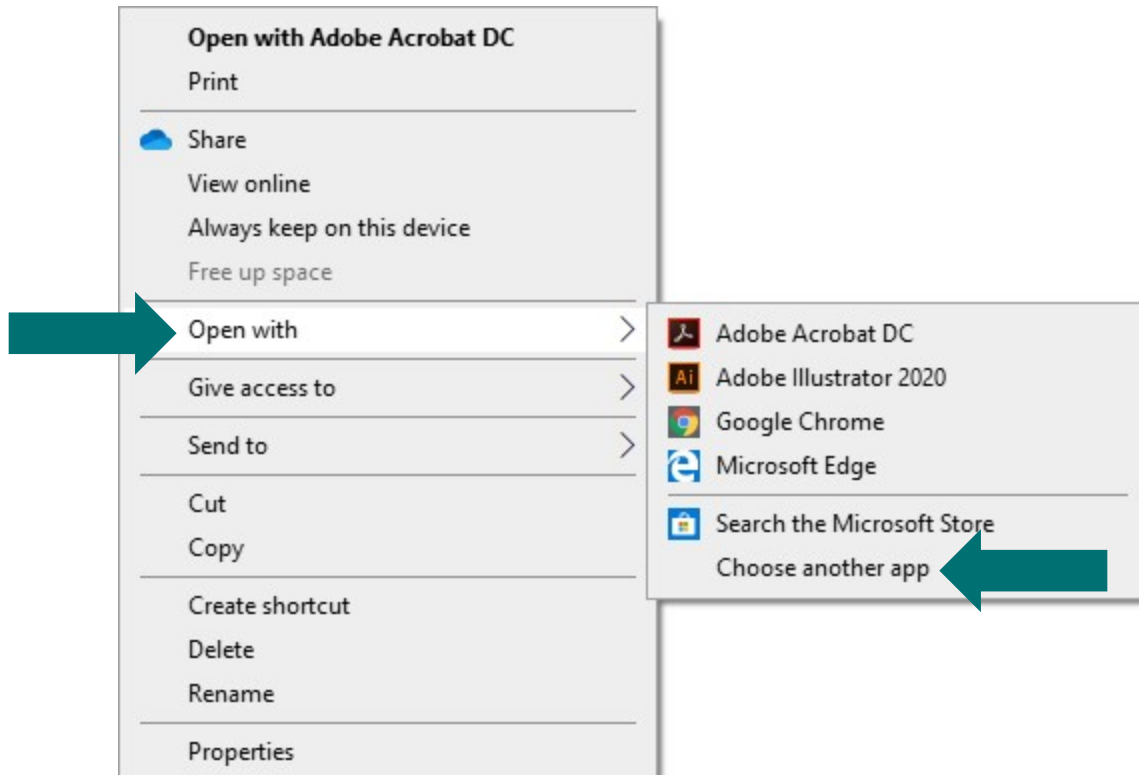 Open with Adobe Acrobat DC
Print
Share
View online
Always keep on this device
Free up space
Open with
Give access to
Send to
Cut
Copy
Create shortcut
Delete
Rename
Properties
Adobe Acrobat DC
Ai Adobe Illustrator 2020
Google Chrome
Microsoft Edge
Search the Microsoft Store
Choose another app